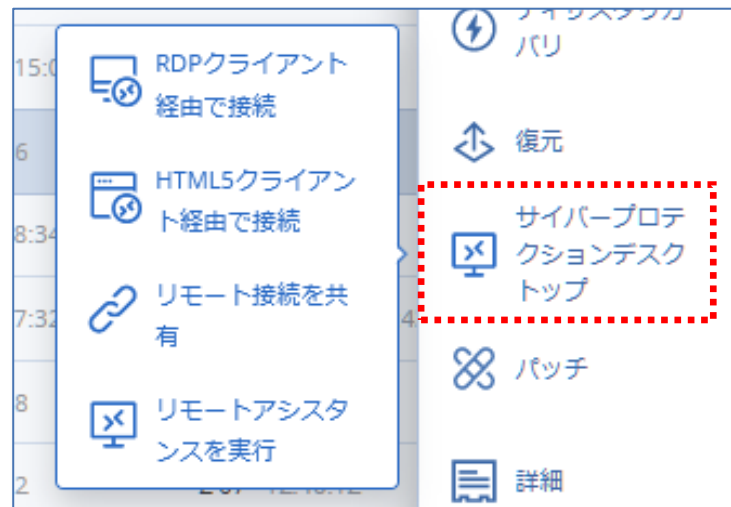 RDPクライアント
経由で接続
HTML5クライアン
ト経由で接続
リモート接続を共
有
リモートアシスタ
ンスを実行
バリ
復元
サイバープロテ
クションデスク
トップ
パッチ
詳細